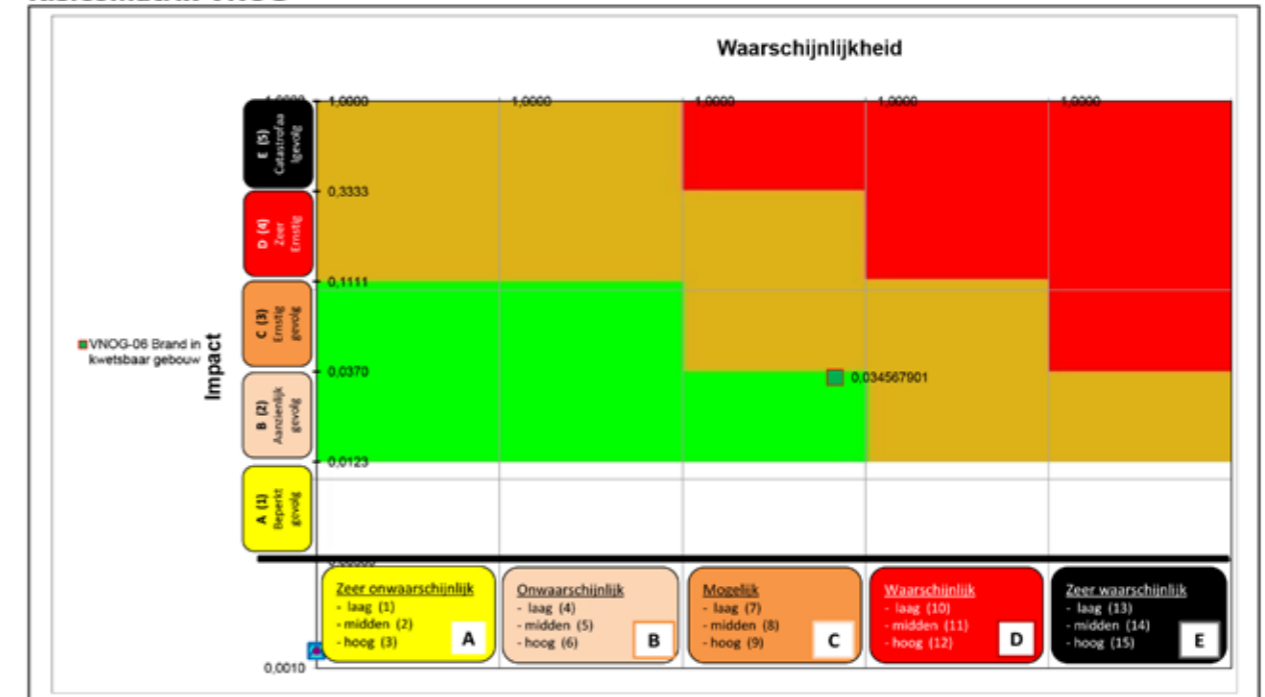 Waarschijnlijkheid
1,0000
1,0000
1,0000
1,0000
1,0000
1,0000
E (5)
Catastrofaa
lgevolg
0,3333
D (4)
Zeer
Ernstig
0,1111
C (3)
Ernstig
gevolg
VNOG-06 Brand in
kwetsbaar gebouw
Impact
0,0370
0,034567901
B (2)
Aanzienlijk
gevolg
0,0123
A (1)
Beperkt
gevolg
Zeer onwaarschijnlijk
- laag (1)
- midden (2)
- hoog (3)
A
Onwaarschijnlijk
- laag (4)
- midden (5)
- hoog (6)
B
Mogelijk
- laag (7)
- midden (8)
- hoog (9)
C
Waarschijnlijk
- laag (10)
- midden (11)
- hoog (12)
D
Zeer waarschijnlijk
- laag (13)
- midden (14)
- hoog (15)
E
0,0010